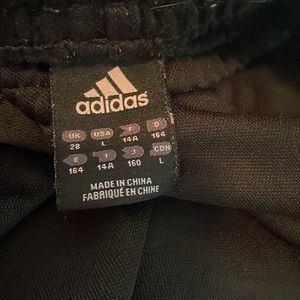 adidas
UK USA F D
28 L 14A 164
E I J CDN
164 14A 160 L
MADE IN CHINA
FABRIQUÉ EN CHINE